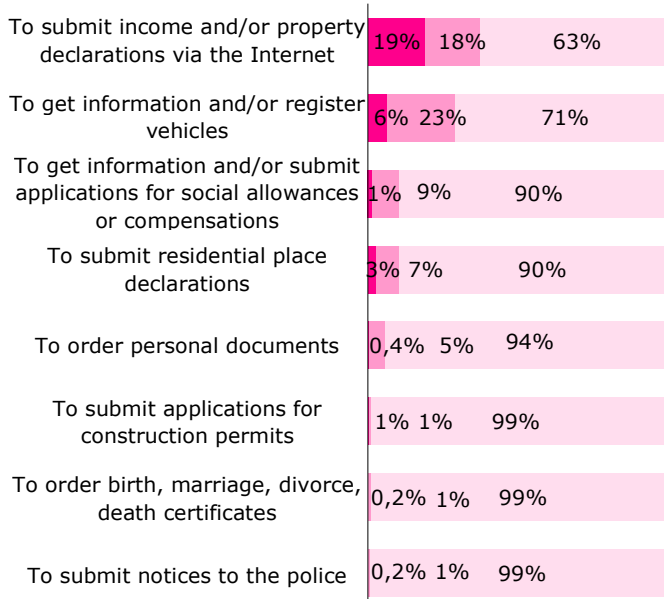 To submit income and/or property
declarations via the Internet
19% 18% 63%
To get information and/or register
vehicles
6% 23% 71%
To get information and/or submit
applications for social allowances
or compensations
1% 9% 90%
To submit residential place
declarations
3% 7% 90%
To order personal documents
0,4% 5% 94%
To submit applications for
construction permits
1% 1% 99%
To order birth, marriage, divorce,
death certificates
0,2% 1% 99%
To submit notices to the police
0,2% 1% 99%